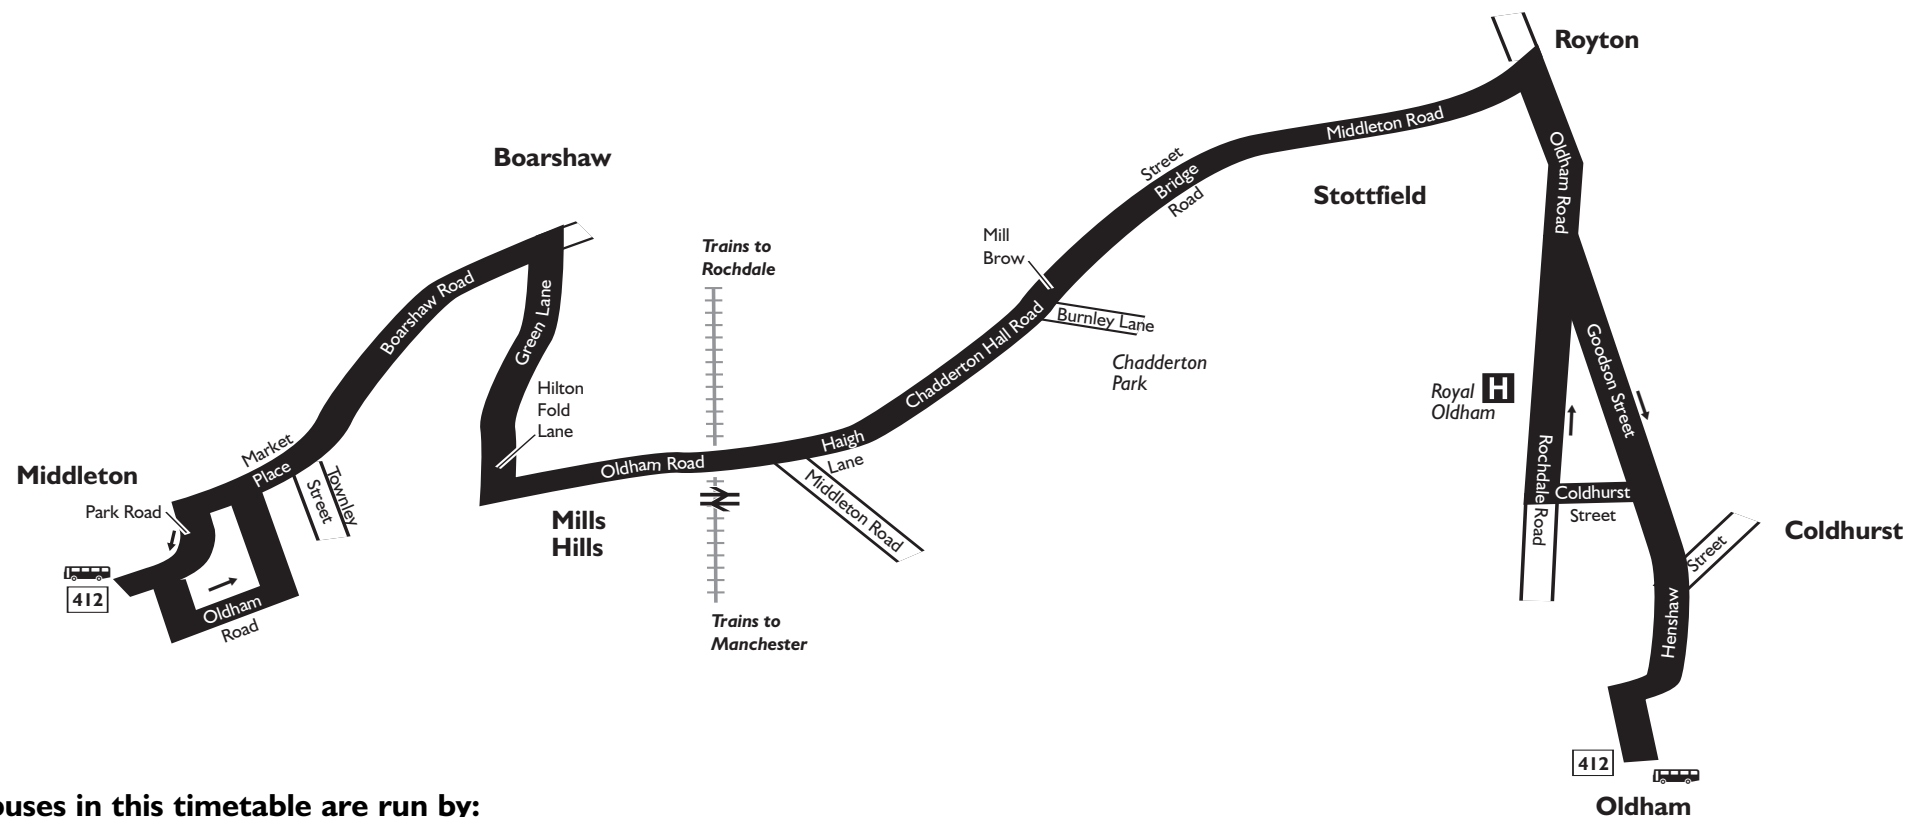 Royton
Middleton Road
Oldham Road
Street
Bridge
Road
Boarshaw
Stottfield
Trains to
Rochdale
Mill
Brow
Boarshaw Road
Green Lane
Burnley Lane
Chadderton Hall Road
Chadderton
Park
Goodson Street
Hilton
Fold
Lane
Royal H
Oldham
Market
Place
Haigh
Lane
Oldham Road
Middleton
Townley
Street
Middleton Road
Rochdale Road
Coldhurst
Street
Park Road
Mills
Hills
Street
Coldhurst
412
Oldham
Road
Henshaw
Trains to
Manchester
412
Oldham
buses in this timetable are run by: